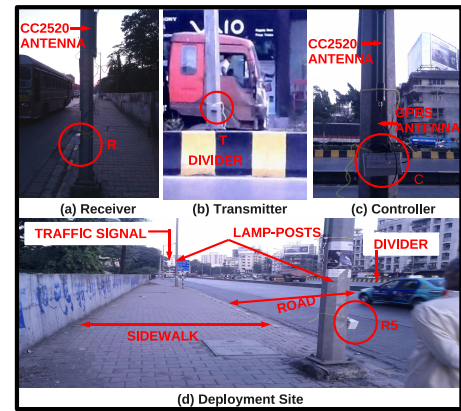 CC2520
ANTENNA
R
VAIO
T
DIVIDER
CC2520
ANTENNA
GPRS
ANTENNA
C
(a) Receiver
(b) Transmitter
(c) Controller
TRAFFIC SIGNAL
LAMP-POSTS
DIVIDER
ROAD
SIDEWALK
R5
(d) Deployment Site